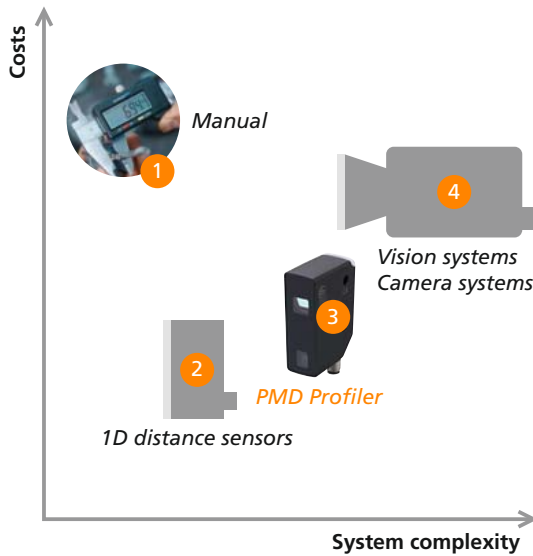 Costs
Manual
1
4
Vision systems
Camera systems
3
2
PMD Profiler
1D distance sensors
System complexity